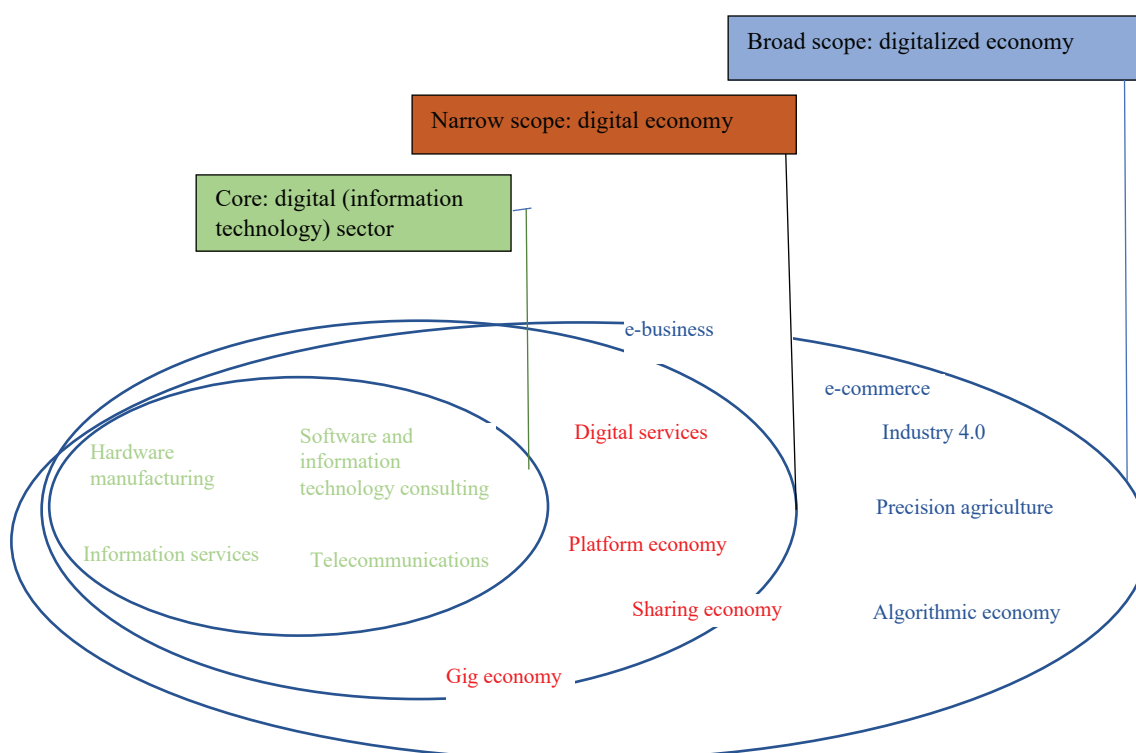 Broad scope: digitalized economy
Narrow scope: digital economy
Core: digital (information
technology) sector
e-business
e-commerce
Digital services
Industry 4.0
Hardware
manufacturing
Software and
information
technology consulting
Precision agriculture
Information services
Telecommunications
Platform economy
Sharing economy
Algorithmic economy
Gig economy